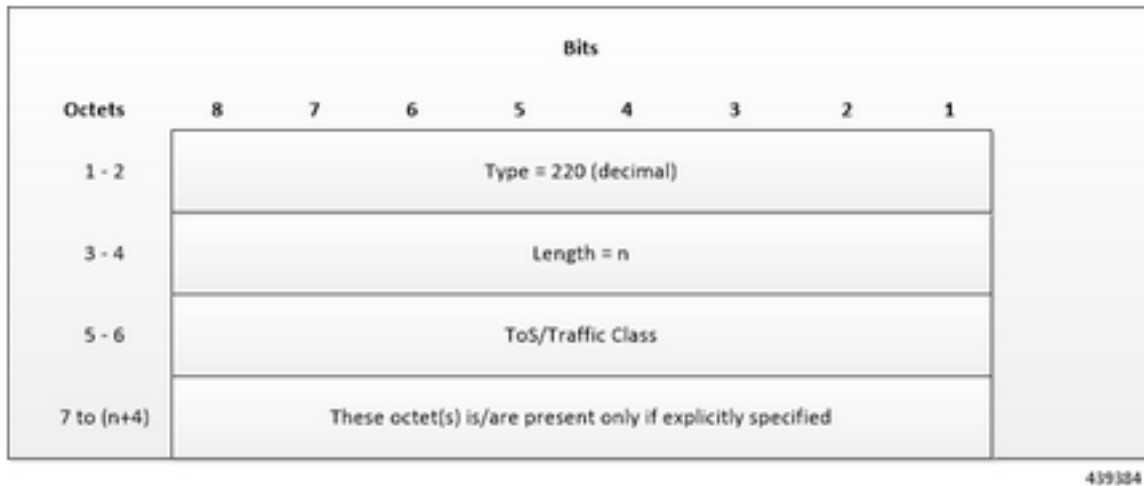 Bits
Octets 8 7 6 5 4 3 2 1
1 - 2 Type = 220 (decimal)
3 - 4 Length = n
5 - 6 ToS/Traffic Class
7 to (n+4) These octet(s) is/are present only if explicitly specified
439384